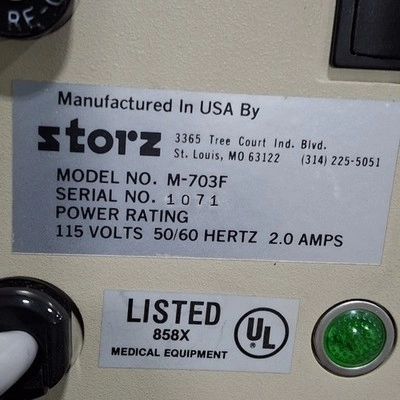 RF-
Manufactured In USA By
storz 3365 Tree Court Ind. Blvd.
St. Louis, MO 63122 (314) 225-5051
MODEL NO. M-703F
SERIAL NO. 1071
POWER RATING
115 VOLTS 50/60 HERTZ 2.0 AMPS
LISTED
858X
MEDICAL EQUIPMENT
UL